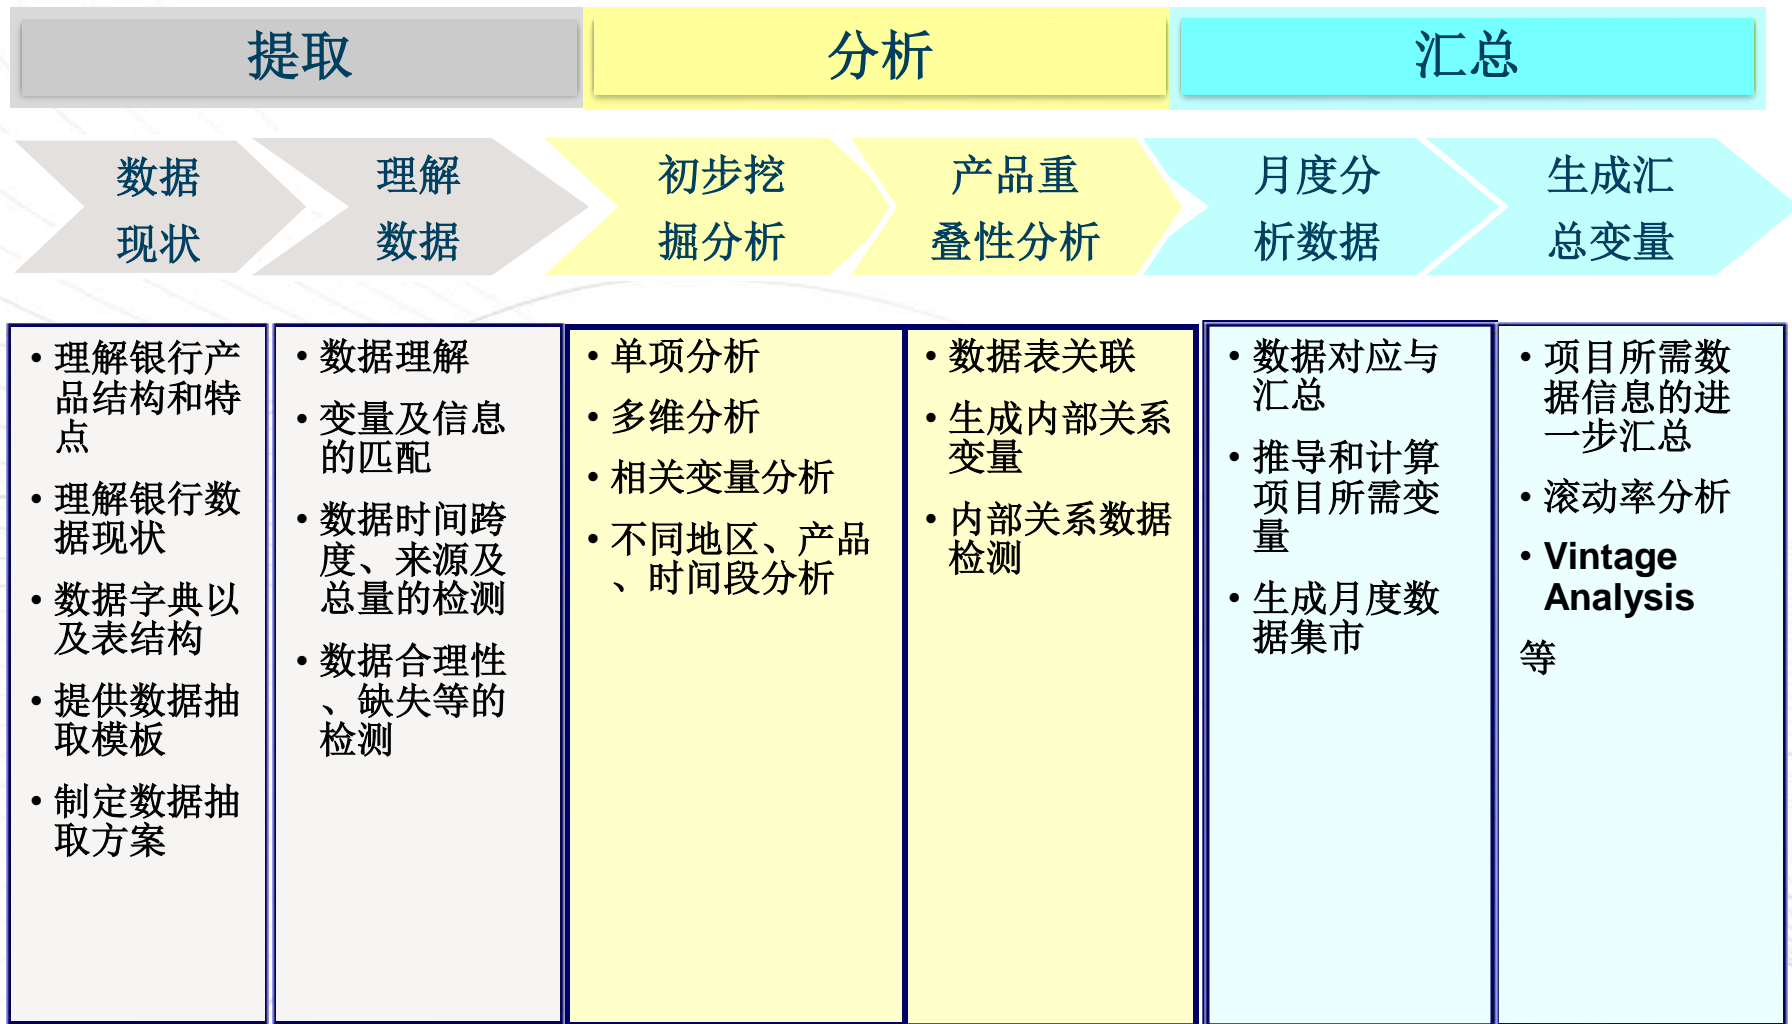 提取
分析
汇总
数据
现状
理解
数据
初步挖
掘分析
产品重
叠性分析
月度分
析数据
生成汇
总变量
• 理解银行产
品结构和特
点
• 理解银行数
据现状
• 数据字典以
及表结构
• 提供数据抽
取模板
• 制定数据抽
取方案
• 数据理解
• 变量及信息
的匹配
• 数据时间跨
度、来源及
总量的检测
• 数据合理性
、缺失等的
检测
• 单项分析
• 多维分析
• 相关变量分析
• 不同地区、产品
、时间段分析
• 数据表关联
• 生成内部关系
变量
• 内部关系数据
检测
• 数据对应与
汇总
• 推导和计算
项目所需变
量
• 生成月度数
据集市
• 项目所需数
据信息的进
一步汇总
• 滚动率分析
• Vintage
Analysis
等